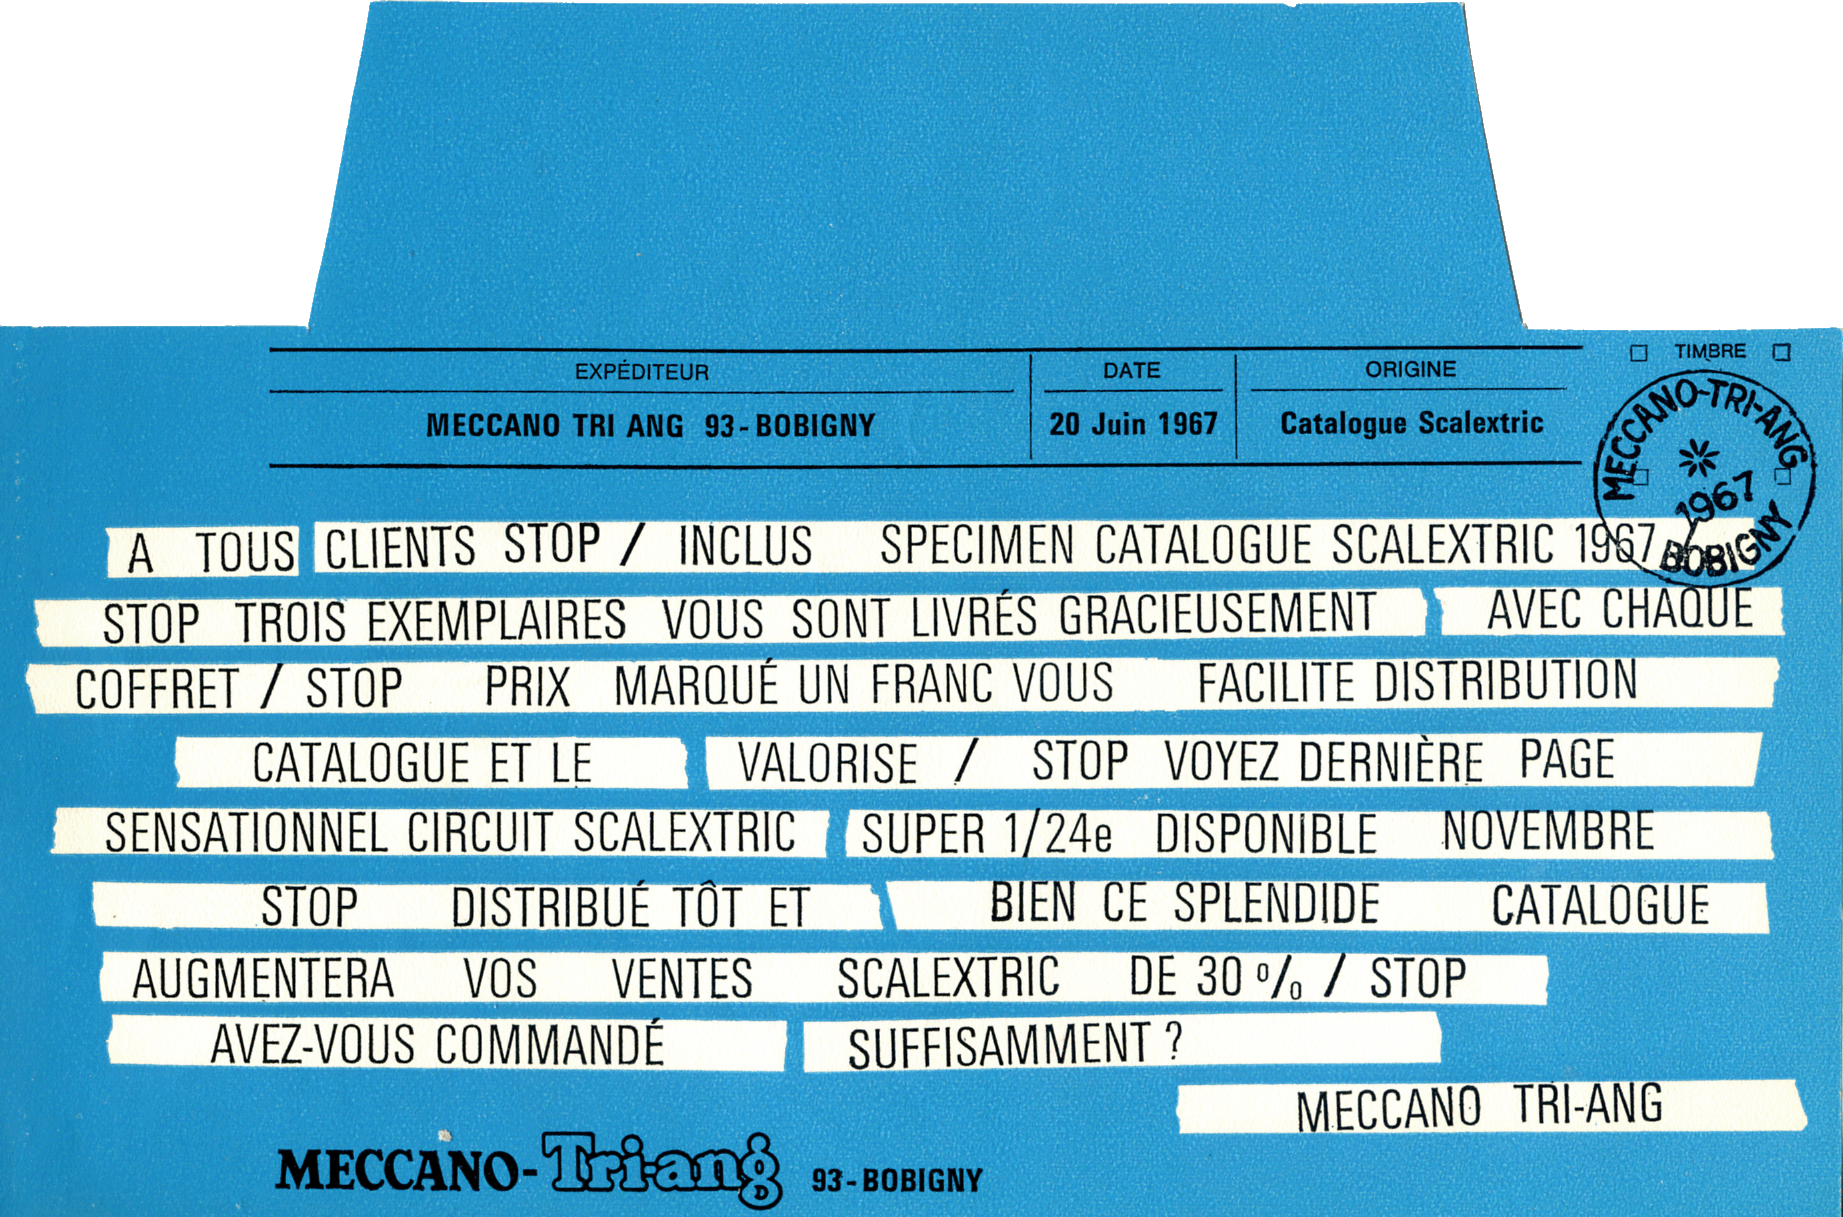 EXPÉDITEUR DATE ORIGINE TIMBRE
MECCANO TRI ANG 93-BOBIGNY 20 Juin 1967 Catalogue Scalextric
MECCANO-TRI-ANG
1967
BOBIGNY
A TOUS CLIENTS STOP / INCLUS SPECIMEN CATALOGUE SCALEXTRIC 1967
STOP TROIS EXEMPLAIRES VOUS SONT LIVRÉS GRACIEUSEMENT AVEC CHAQUE
COFFRET / STOP PRIX MARQUÉ UN FRANC VOUS FACILITE DISTRIBUTION
CATALOGUE ET LE VALORISE / STOP VOYEZ DERNIÈRE PAGE
SENSATIONNEL CIRCUIT SCALEXTRIC SUPER 1/24e DISPONIBLE NOVEMBRE
STOP DISTRIBUÉ TÔT ET BIEN CE SPLENDIDE CATALOGUE
AUGMENTERA VOS VENTES SCALEXTRIC DE 30 % / STOP
AVEZ-VOUS COMMANDÉ SUFFISAMMENT ?
MECCANO TRI-ANG
MECCANO-Tri-ang 93-BOBIGNY